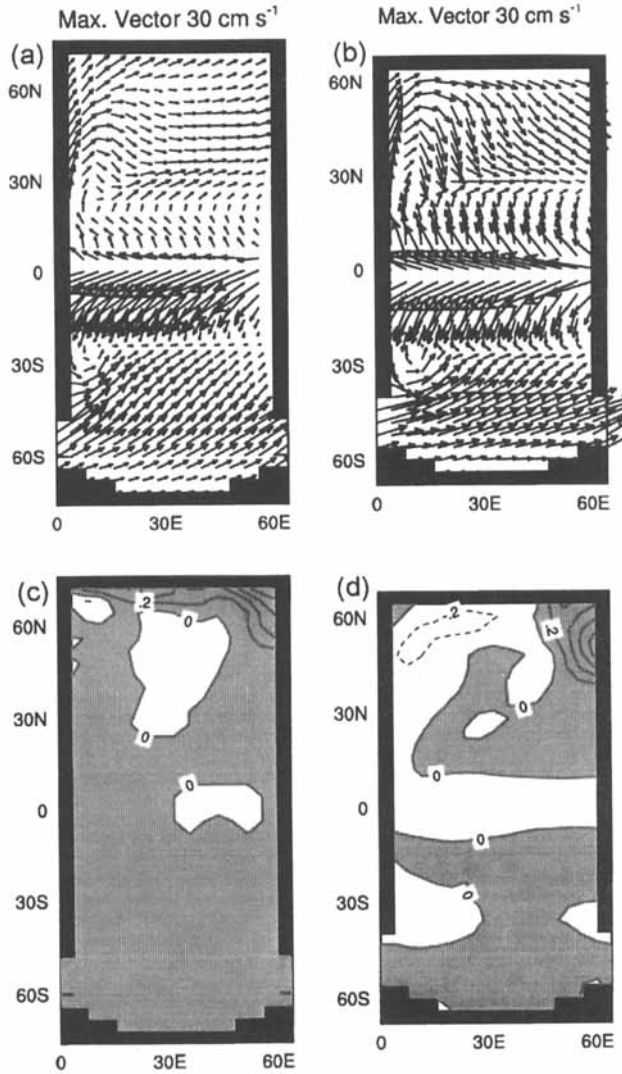 Max. Vector 30 cm s⁻¹ Max. Vector 30 cm s⁻¹
(a) (b)
60N 60N
30N 30N
0 0
30S 30S
60S 60S
0 30E 60E 0 30E 60E
(c) (d)
.2 0 .2 .2
60N 60N
30N 0 30N 0
0 0 0 0
0
30S 30S 0
60S 60S
0 30E 60E 0 30E 60E